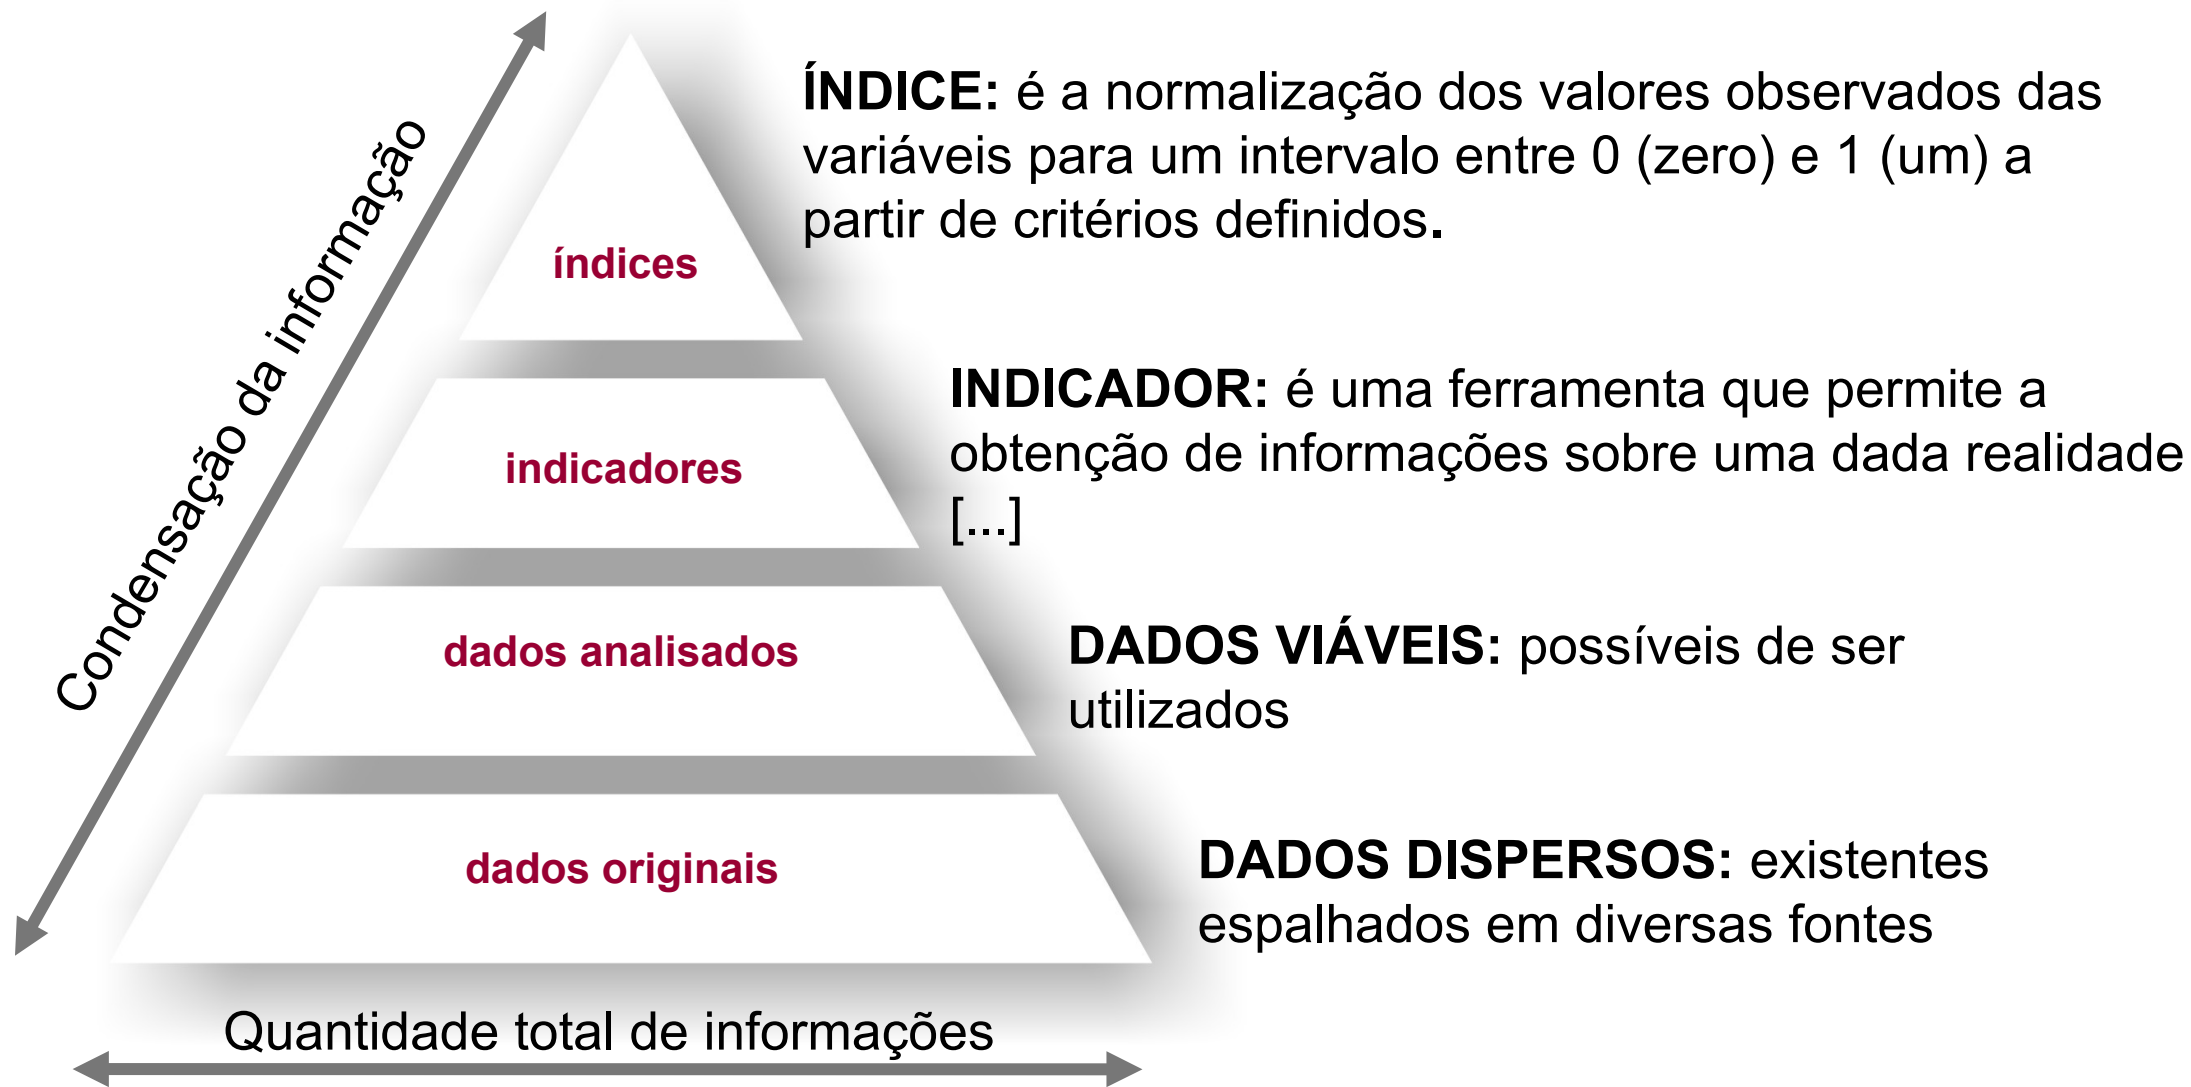 ÍNDICE: é a normalização dos valores observados das
variáveis para um intervalo entre 0 (zero) e 1 (um) a
partir de critérios definidos.
índices
Condensação da informação
INDICADOR: é uma ferramenta que permite a
obtenção de informações sobre uma dada realidade
[...]
indicadores
DADOS VIÁVEIS: possíveis de ser
utilizados
dados analisados
DADOS DISPERSOS: existentes
espalhados em diversas fontes
dados originais
Quantidade total de informações